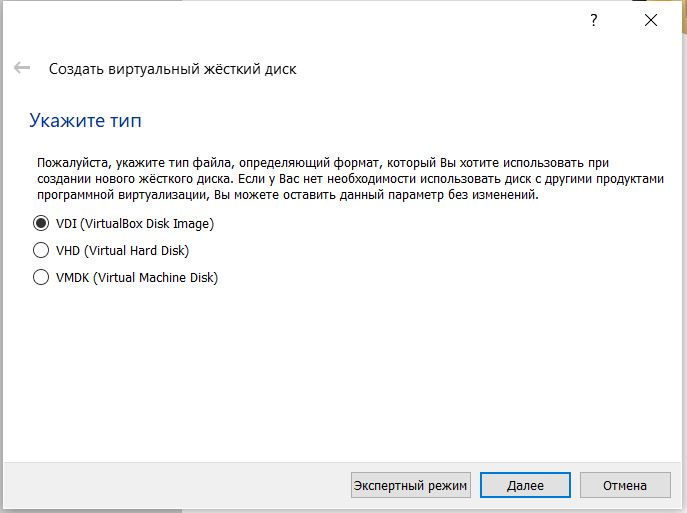 ?
Создать виртуальный жёсткий диск
Укажите тип
Пожалуйста, укажите тип файла, определяющий формат, который Вы хотите использовать при
создании нового жёсткого диска. Если у Вас нет необходимости использовать диск с другими продуктами
программной виртуализации, Вы можете оставить данный параметр без изменений.
VDI (VirtualBox Disk Image)
VHD (Virtual Hard Disk)
VMDK (Virtual Machine Disk)
Экспертный режим Далее Отмена